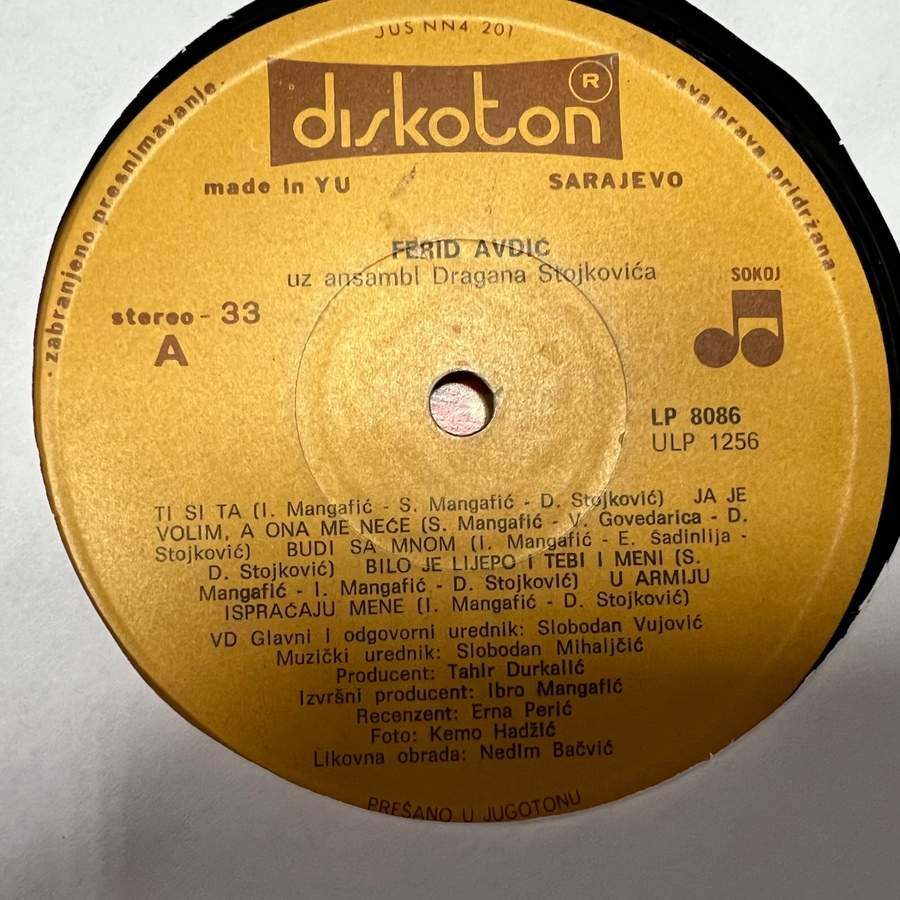 JUS NN4 201
diskoton ®
· zabranjeno presnimavanje ·
· sva prava pridržana ·
made in YU SARAJEVO
FERID AVDIĆ
uz ansambl Dragana Stojkovića
SOKOJ
stereo - 33
A
LP 8086
ULP 1256
TI SI TA (I. Mangafić - S. Mangafić - D. Stojković) JA JE
VOLIM, A ONA ME NEĆE (S. Mangafić - V. Govedarica - D.
Stojković) BUDI SA MNOM (I. Mangafić - E. Sadinlija -
D. Stojković) BILO JE LIJEPO I TEBI I MENI (S.
Mangafić - I. Mangafić - D. Stojković) U ARMIJU
ISPRAĆAJU MENE (I. Mangafić - D. Stojković)
VD Glavni i odgovorni urednik: Slobodan Vujović
Muzički urednik: Slobodan Mihaljčić
Producent: Tahir Durkalić
Izvršni producent: Ibro Mangafić
Recenzent: Erna Perić
Foto: Kemo Hadžić
Likovna obrada: Nedim Bačvić
PREŠANO U JUGOTONU